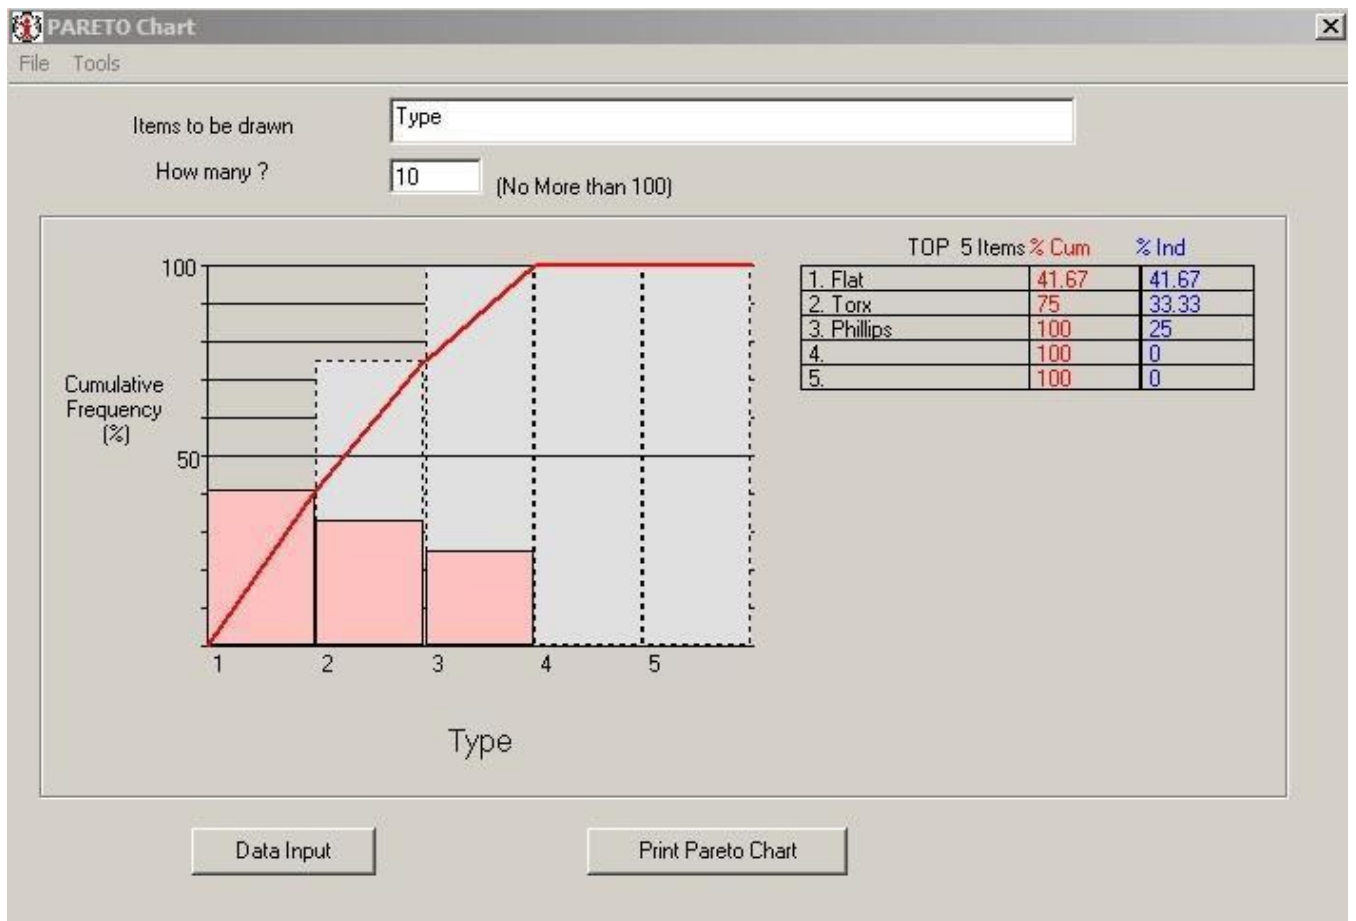 PARETO Chart
File Tools
Items to be drawn Type
How many ? 10 (No More than 100)
TOP 5 Items % Cum % Ind
1. Flat 41.67 41.67
2. Torx 75 33.33
3. Phillips 100 25
4. 100 0
5. 100 0
100
Cumulative
Frequency
(%)
50
1 2 3 4 5
Type
Data Input Print Pareto Chart